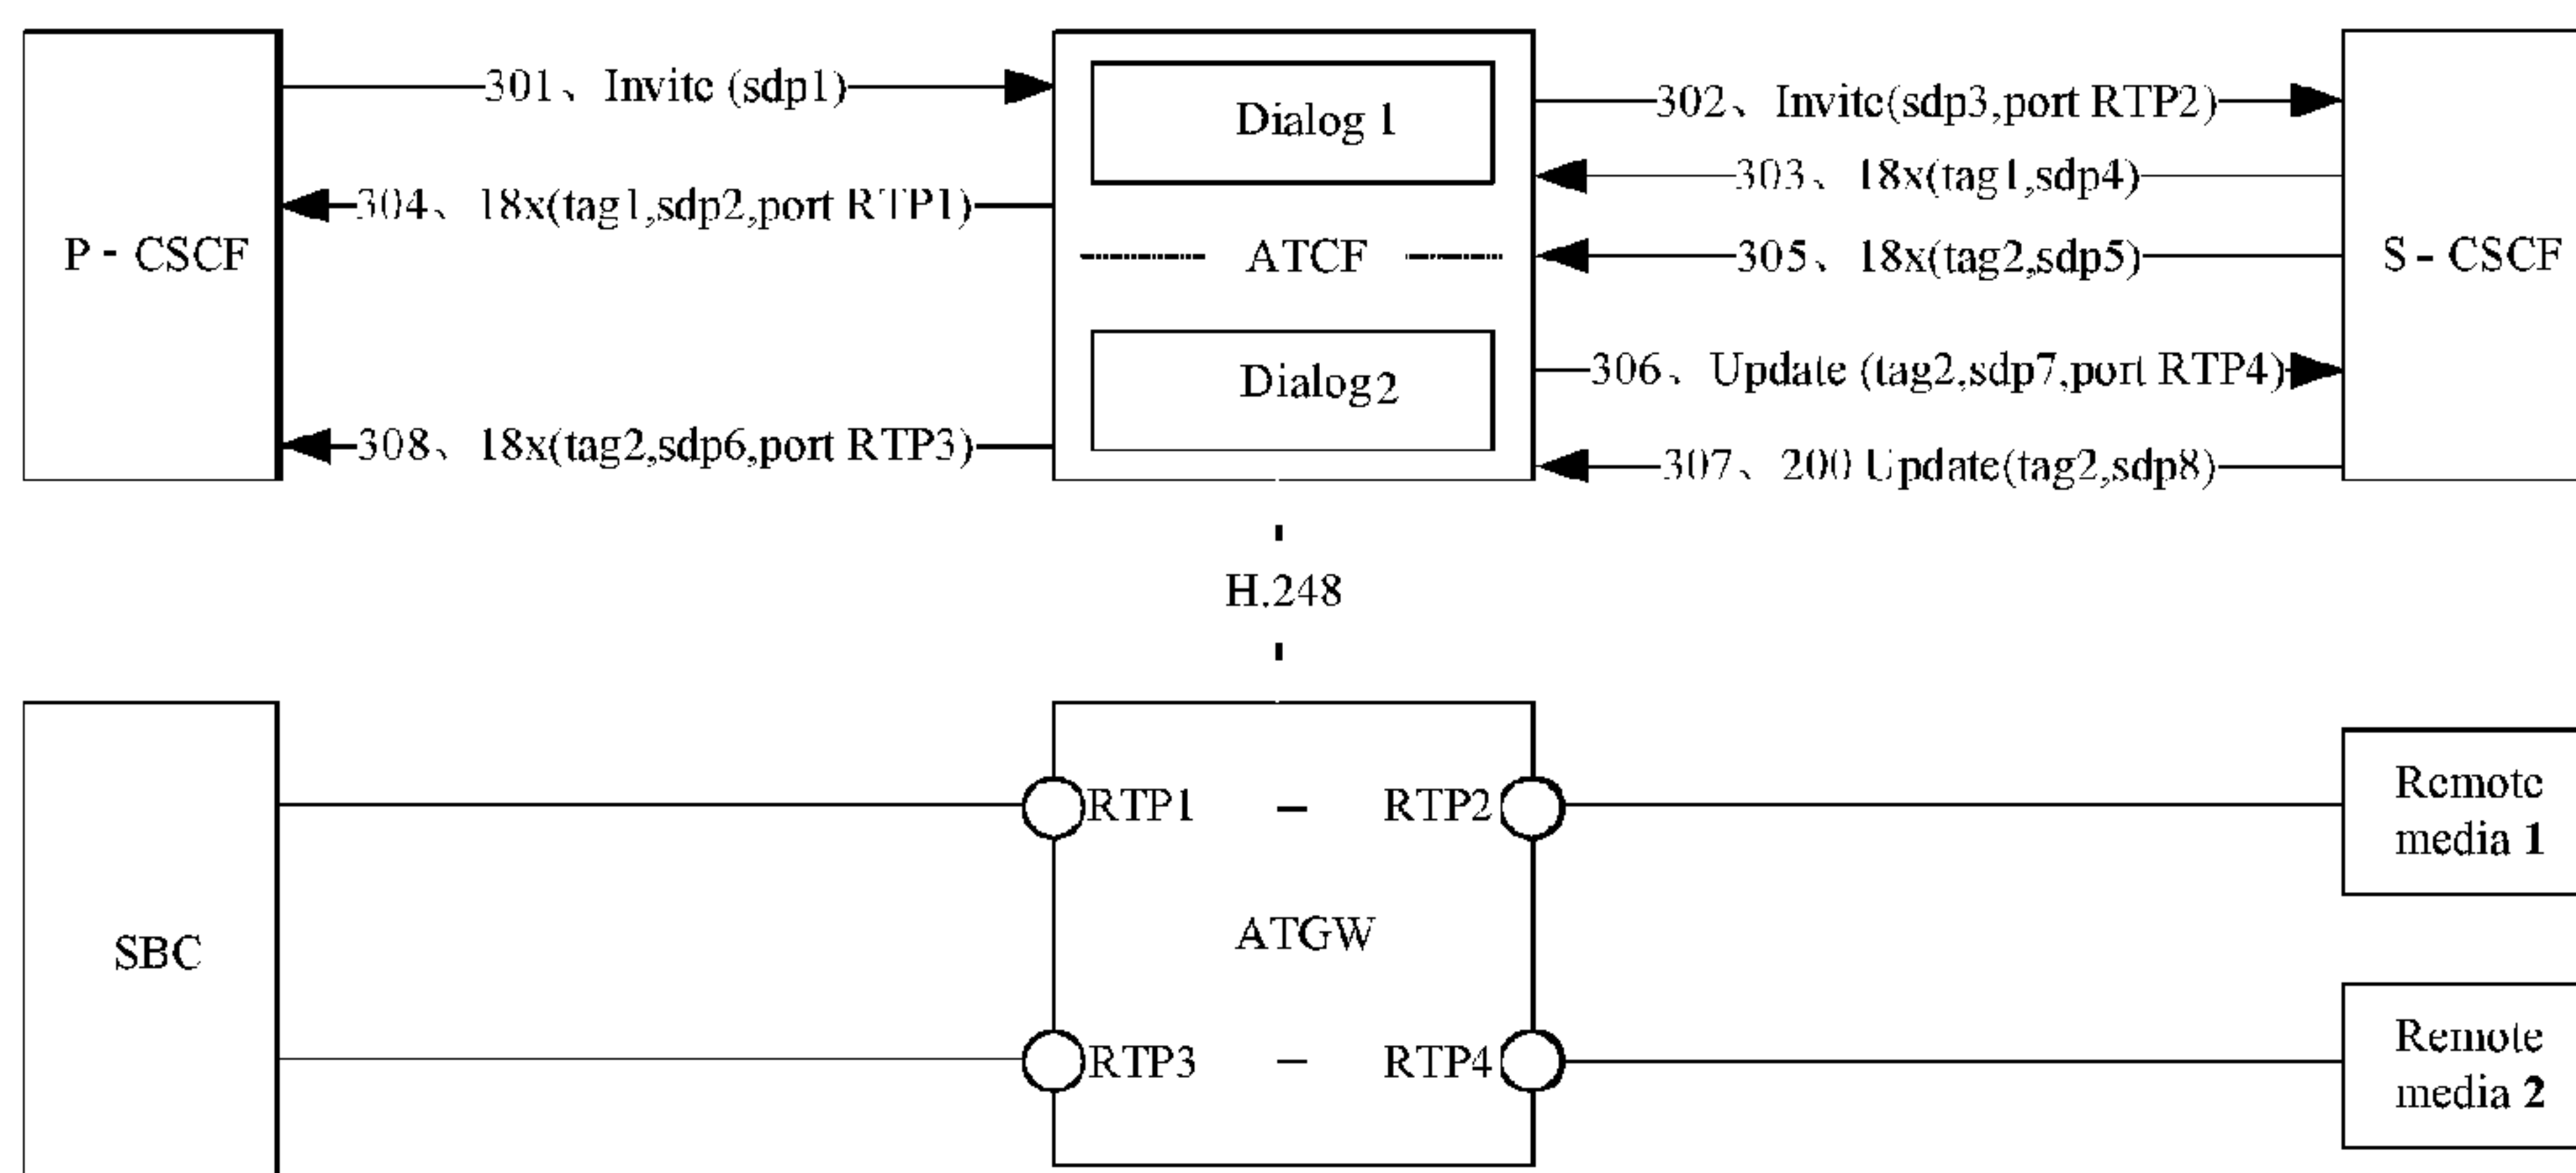 301、Invite (sdp1)
302、Invite(sdp3,port RTP2)
Dialog 1
303、18x(tag1,sdp4)
304、18x(tag1,sdp2,port RTP1)
P - CSCF
ATCF
305、18x(tag2,sdp5)
S - CSCF
306、Update (tag2,sdp7,port RTP4)
Dialog2
308、18x(tag2,sdp6,port RTP3)
307、200 Update(tag2,sdp8)
H.248
RTP1 – RTP2
Remote
media 1
SBC
ATGW
RTP3 – RTP4
Remote
media 2